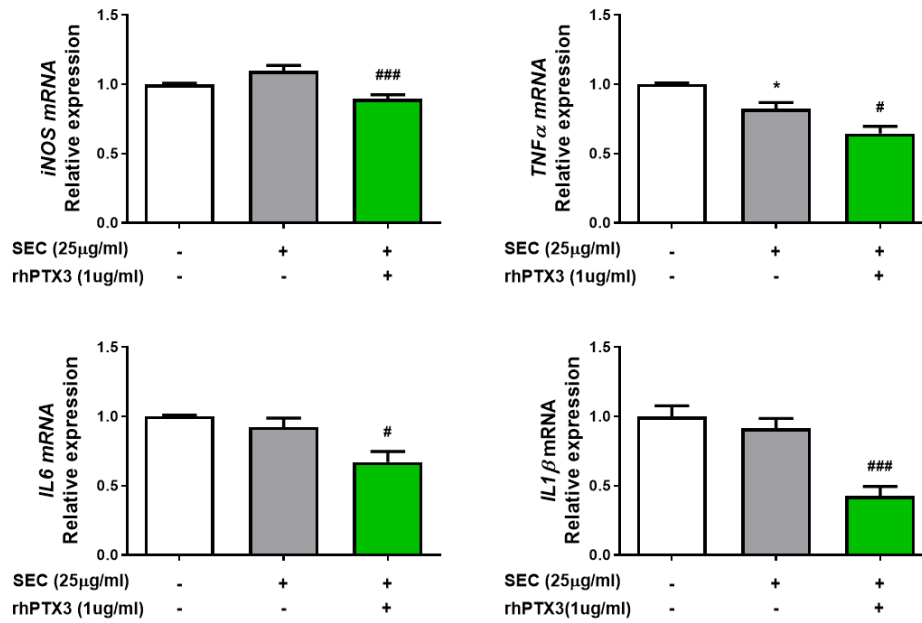 iNOS mRNA
Relative expression
1.5
1.0
0.5
0.0
###
SEC (25µg/ml) - + +
rhPTX3 (1ug/ml) - - +
TNFα mRNA
Relative expression
1.5
1.0
0.5
0.0
*
#
SEC (25µg/ml) - + +
rhPTX3 (1ug/ml) - - +
IL6 mRNA
Relative expression
1.5
1.0
0.5
0.0
#
SEC (25µg/ml) - + +
rhPTX3 (1ug/ml) - - +
IL1β mRNA
Relative expression
1.5
1.0
0.5
0.0
###
SEC (25µg/ml) - + +
rhPTX3(1ug/ml) - - +